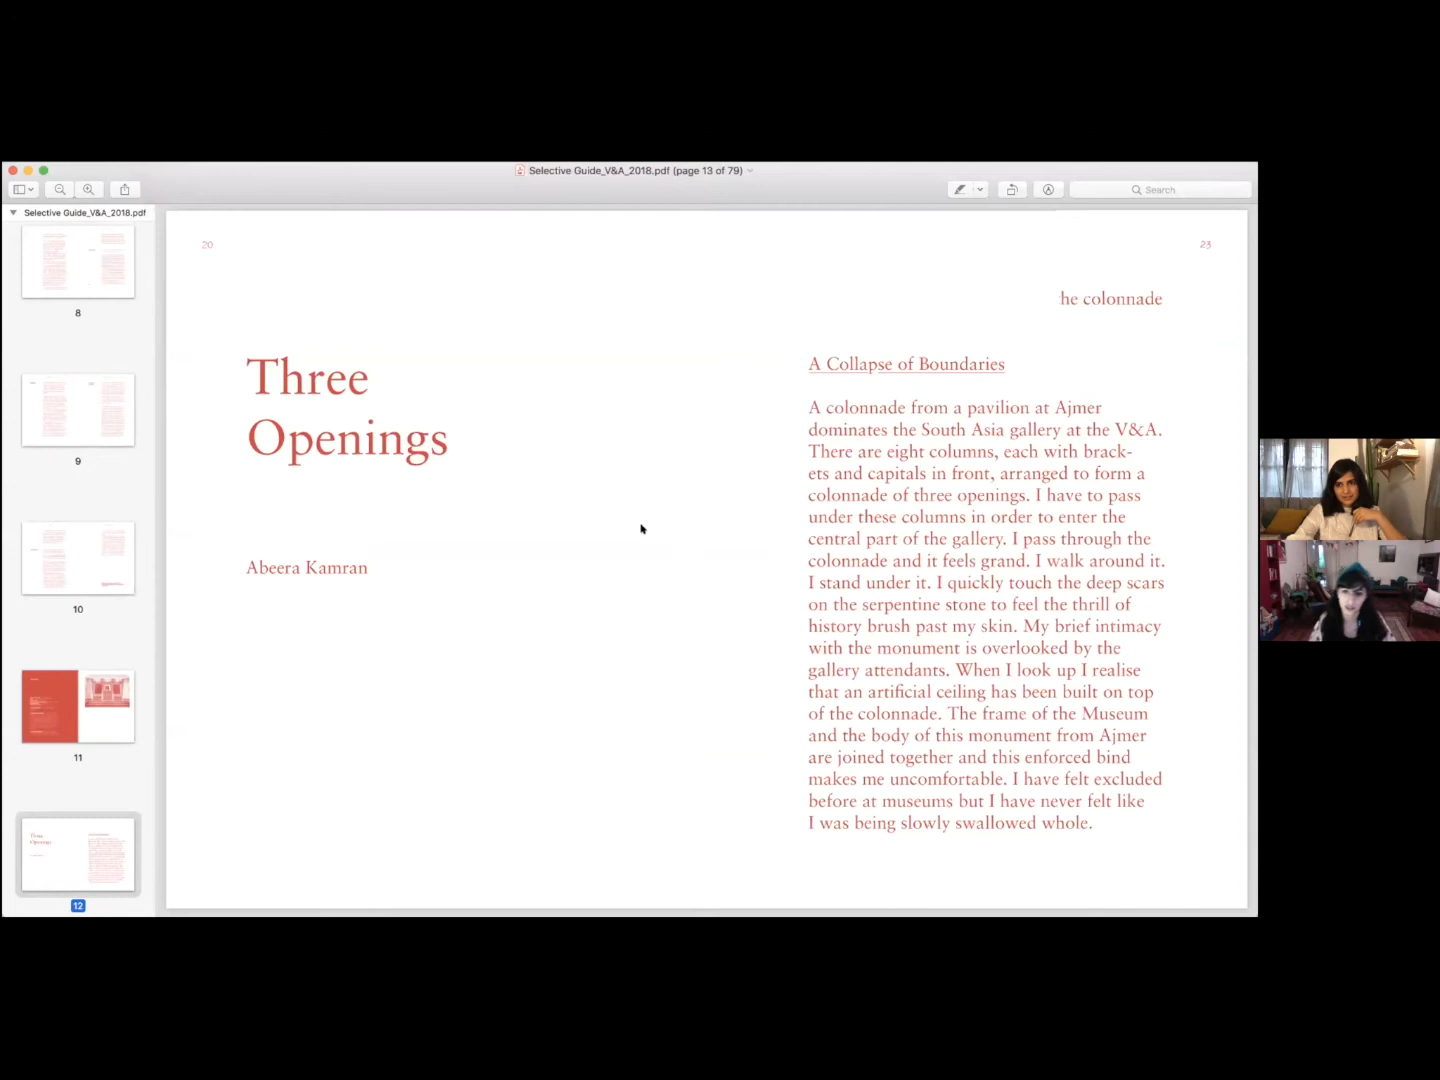 Selective Guide_V&A_2018.pdf (page 13 of 79)
Search
Selective Guide_V&A_2018.pdf
8
9
10
11
12
20
23
he colonnade
Three
Openings
Abeera Kamran
A Collapse of Boundaries
A colonnade from a pavilion at Ajmer
dominates the South Asia gallery at the V&A.
There are eight columns, each with brack-
ets and capitals in front, arranged to form a
colonnade of three openings. I have to pass
under these columns in order to enter the
central part of the gallery. I pass through the
colonnade and it feels grand. I walk around it.
I stand under it. I quickly touch the deep scars
on the serpentine stone to feel the thrill of
history brush past my skin. My brief intimacy
with the monument is overlooked by the
gallery attendants. When I look up I realise
that an artificial ceiling has been built on top
of the colonnade. The frame of the Museum
and the body of this monument from Ajmer
are joined together and this enforced bind
makes me uncomfortable. I have felt excluded
before at museums but I have never felt like
I was being slowly swallowed whole.